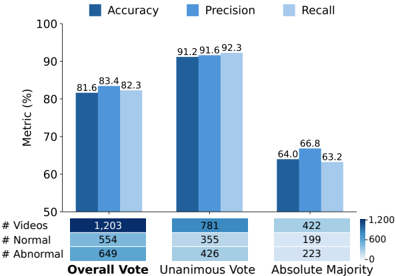 Accuracy Precision Recall
100
90
80
70
60
50
Metric (%)
81.6 83.4 82.3
91.2 91.6 92.3
64.0 66.8 63.2
# Videos 1,203 781 422
# Normal 554 355 199
# Abnormal 649 426 223
Overall Vote Unanimous Vote Absolute Majority
1,200
600
0